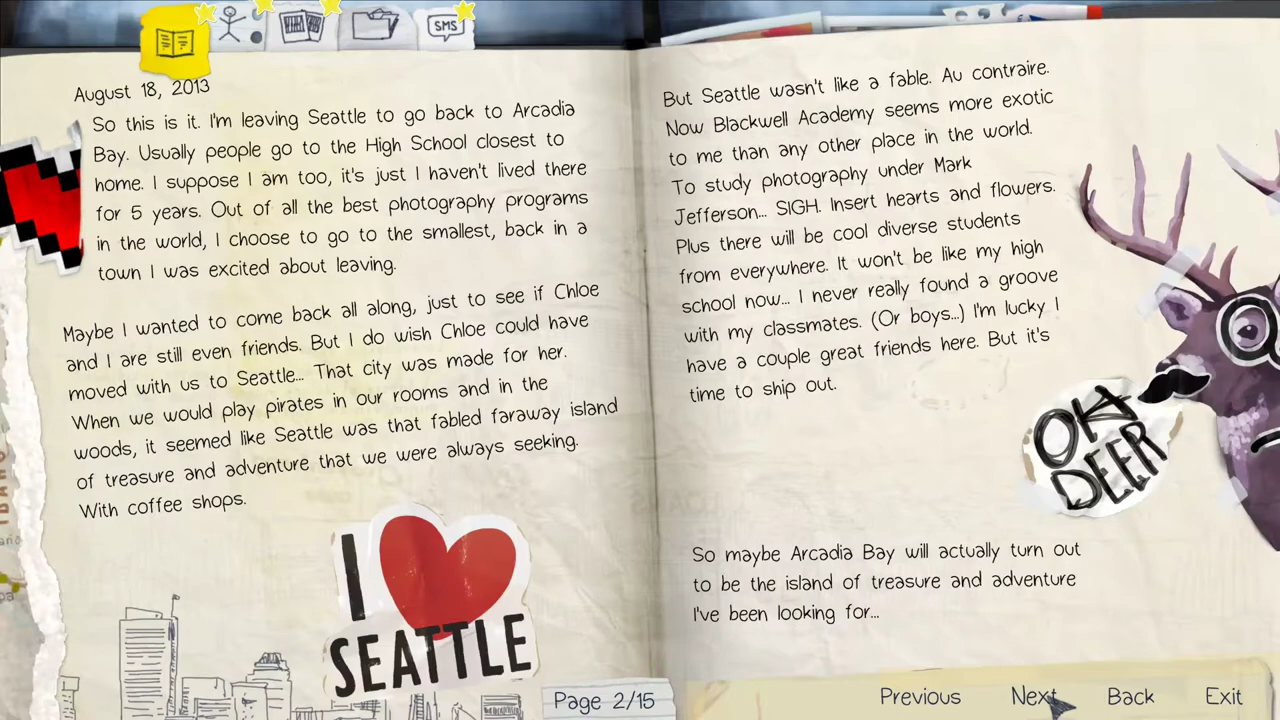 SMS
August 18, 2013
So this is it. I'm leaving Seattle to go back to Arcadia
Bay. Usually people go to the High School closest to
home. I suppose I am too, it's just I haven't lived there
for 5 years. Out of all the best photography programs
in the world, I choose to go to the smallest, back in a
town I was excited about leaving.
Maybe I wanted to come back all along, just to see if Chloe
and I are still even friends. But I do wish Chloe could have
moved with us to Seattle... That city was made for her.
When we would play pirates in our rooms and in the
woods, it seemed like Seattle was that fabled faraway island
of treasure and adventure that we were always seeking.
With coffee shops.
I
SEATTLE
But Seattle wasn't like a fable. Au contraire.
Now Blackwell Academy seems more exotic
to me than any other place in the world.
To study photography under Mark
Jefferson... SIGH. Insert hearts and flowers.
Plus there will be cool diverse students
from everywhere. It won't be like my high
school now... I never really found a groove
with my classmates. (Or boys...) I'm lucky I
have a couple great friends here. But it's
time to ship out.
OH
DEER
So maybe Arcadia Bay will actually turn out
to be the island of treasure and adventure
I've been looking for...
Page 2/15
Previous
Next
Back
Exit